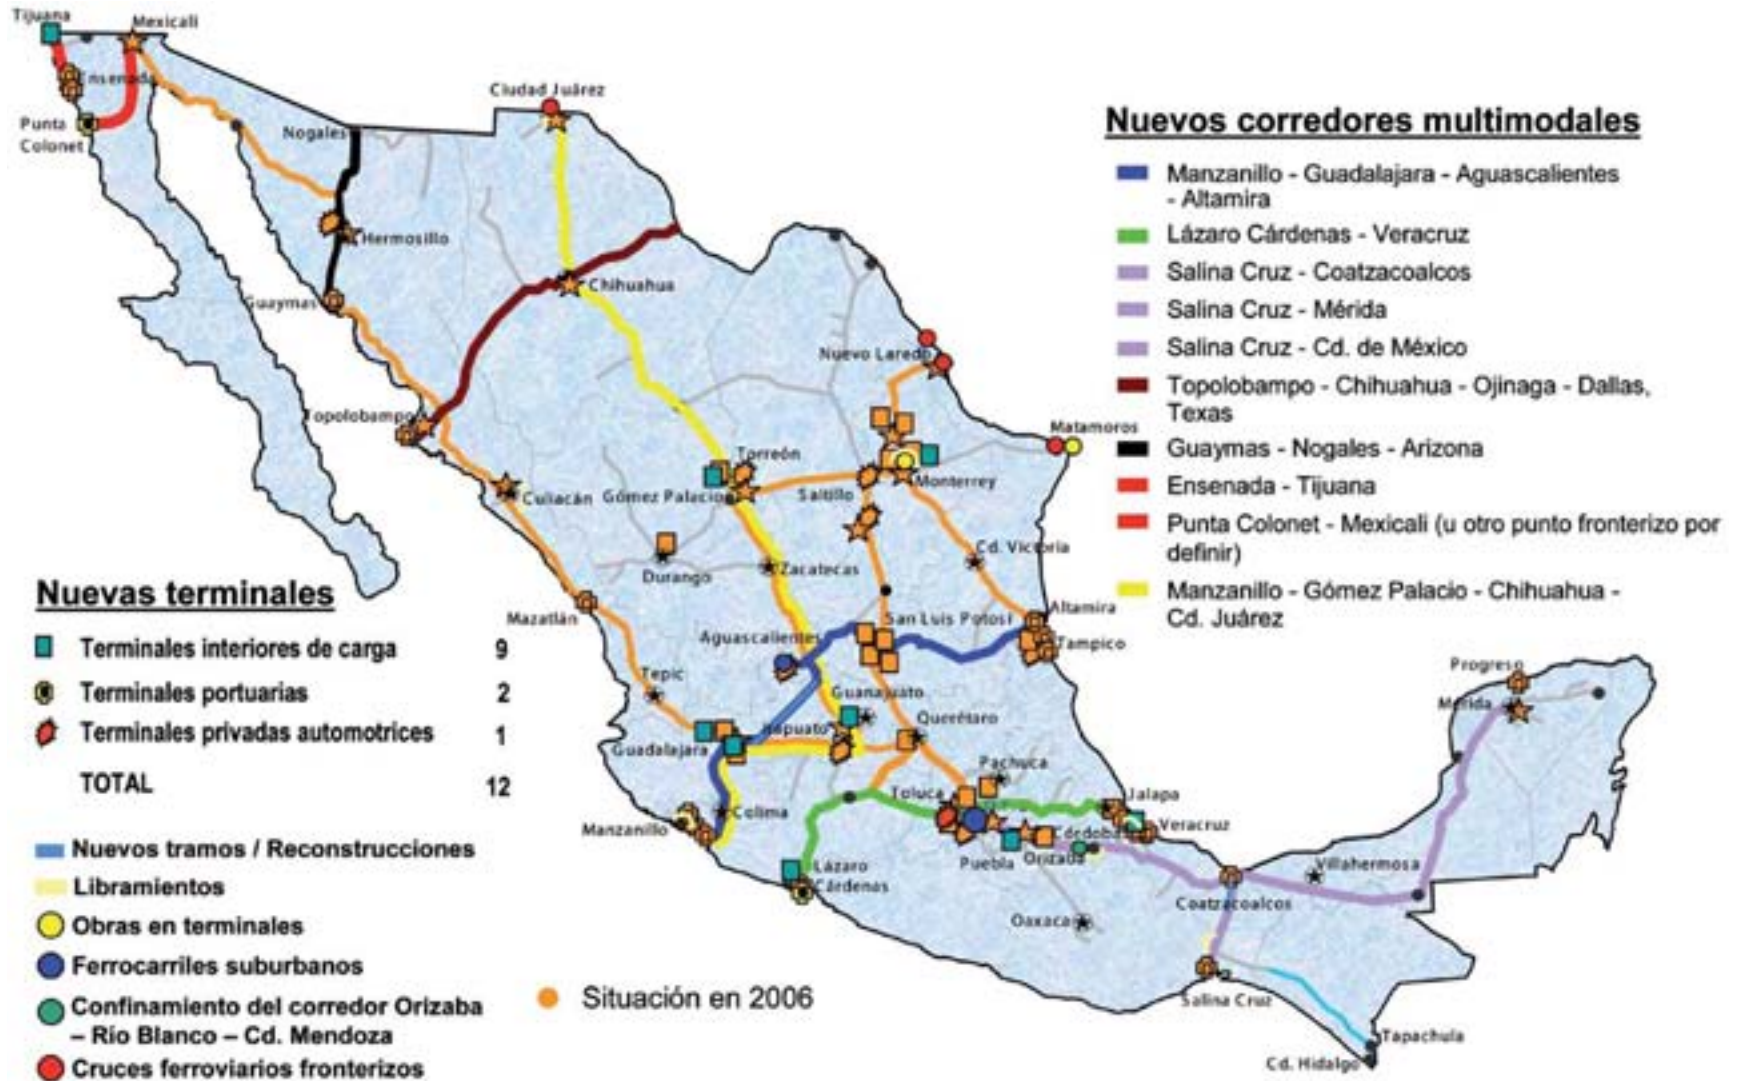 Tijuana
Mexicali
Ensenada
Punta
Colonet
Nogales
Ciudad Juárez
Hermosillo
Guaymas
Chihuahua
Topolobampo
Nuevo Laredo
Matamoros
Torreón
Gómez Palacio
Saltillo
Monterrey
Culiacán
Durango
Zacatecas
Cd. Victoria
Mazatlán
Aguascalientes
San Luis Potosí
Altamira
Tampico
Tepic
Guanajuato
Irapuato
Querétaro
Guadalajara
Pachuca
Toluca
Jalapa
Colima
Manzanillo
Veracruz
Córdoba
Puebla
Orizaba
Lázaro
Cárdenas
Oaxaca
Villahermosa
Coatzacoalcos
Salina Cruz
Progreso
Mérida
Tapachula
Cd. Hidalgo
Nuevos corredores multimodales
Manzanillo - Guadalajara - Aguascalientes
- Altamira
Lázaro Cárdenas - Veracruz
Salina Cruz - Coatzacoalcos
Salina Cruz - Mérida
Salina Cruz - Cd. de México
Topolobampo - Chihuahua - Ojinaga - Dallas,
Texas
Guaymas - Nogales - Arizona
Ensenada - Tijuana
Punta Colonet - Mexicali (u otro punto fronterizo por
definir)
Manzanillo - Gómez Palacio - Chihuahua -
Cd. Juárez
Nuevas terminales
Terminales interiores de carga 9
Terminales portuarias 2
Terminales privadas automotrices 1
TOTAL 12
Nuevos tramos / Reconstrucciones
Libramientos
Obras en terminales
Ferrocarriles suburbanos
Confinamiento del corredor Orizaba
– Río Blanco – Cd. Mendoza
Cruces ferroviarios fronterizos
Situación en 2006